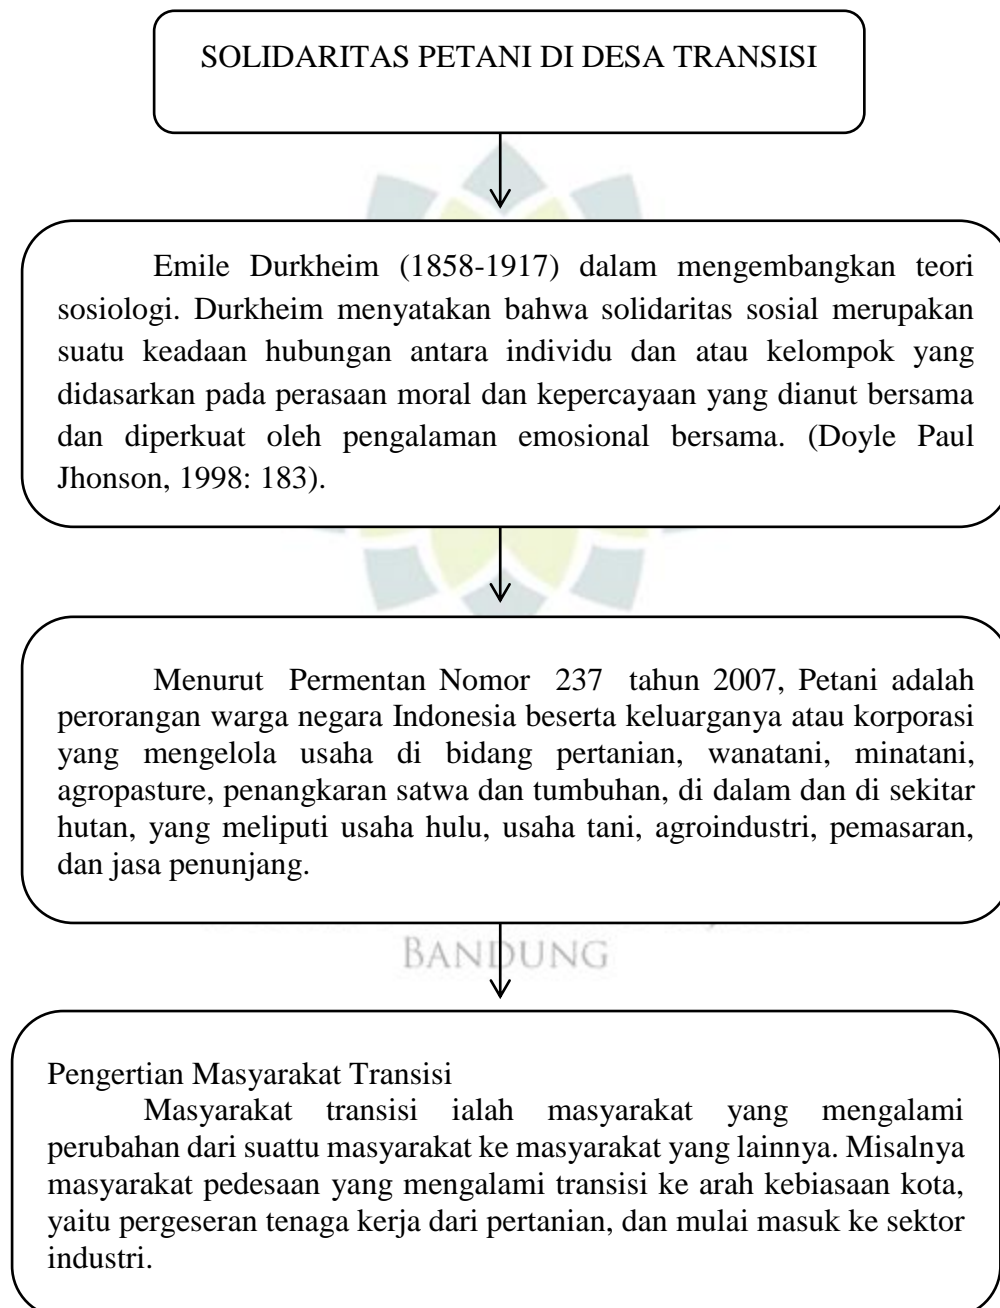 SOLIDARITAS PETANI DI DESA TRANSISI
Emile Durkheim (1858-1917) dalam mengembangkan teori
sosiologi. Durkheim menyatakan bahwa solidaritas sosial merupakan
suatu keadaan hubungan antara individu dan atau kelompok yang
didasarkan pada perasaan moral dan kepercayaan yang dianut bersama
dan diperkuat oleh pengalaman emosional bersama. (Doyle Paul
Jhonson, 1998: 183).
Menurut Permentan Nomor 237 tahun 2007, Petani adalah
perorangan warga negara Indonesia beserta keluarganya atau korporasi
yang mengelola usaha di bidang pertanian, wanatani, minatani,
agropasture, penangkaran satwa dan tumbuhan, di dalam dan di sekitar
hutan, yang meliputi usaha hulu, usaha tani, agroindustri, pemasaran,
dan jasa penunjang.
BANDUNG
Pengertian Masyarakat Transisi
Masyarakat transisi ialah masyarakat yang mengalami
perubahan dari suattu masyarakat ke masyarakat yang lainnya. Misalnya
masyarakat pedesaan yang mengalami transisi ke arah kebiasaan kota,
yaitu pergeseran tenaga kerja dari pertanian, dan mulai masuk ke sektor
industri.